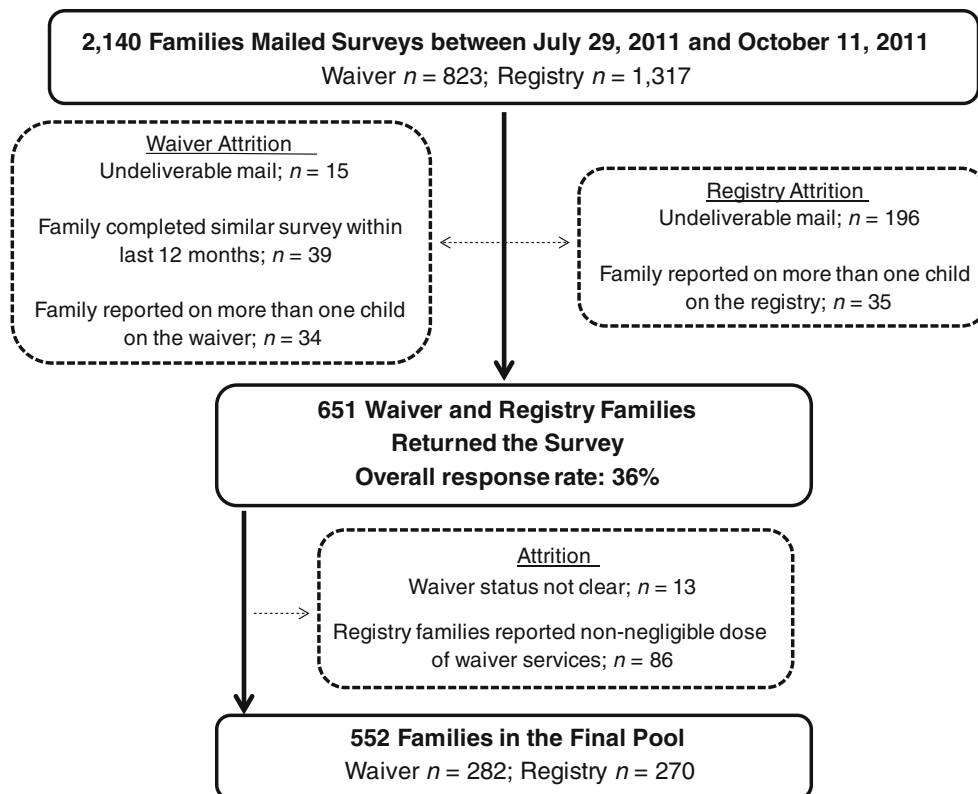 2,140 Families Mailed Surveys between July 29, 2011 and October 11, 2011
Waiver n = 823; Registry n = 1,317
Waiver Attrition
Undeliverable mail; n = 15
Family completed similar survey within
last 12 months; n = 39
Family reported on more than one child
on the waiver; n = 34
Registry Attrition
Undeliverable mail; n = 196
Family reported on more than one child
on the registry; n = 35
651 Waiver and Registry Families
Returned the Survey
Overall response rate: 36%
Attrition
Waiver status not clear; n = 13
Registry families reported non-negligible dose
of waiver services; n = 86
552 Families in the Final Pool
Waiver n = 282; Registry n = 270